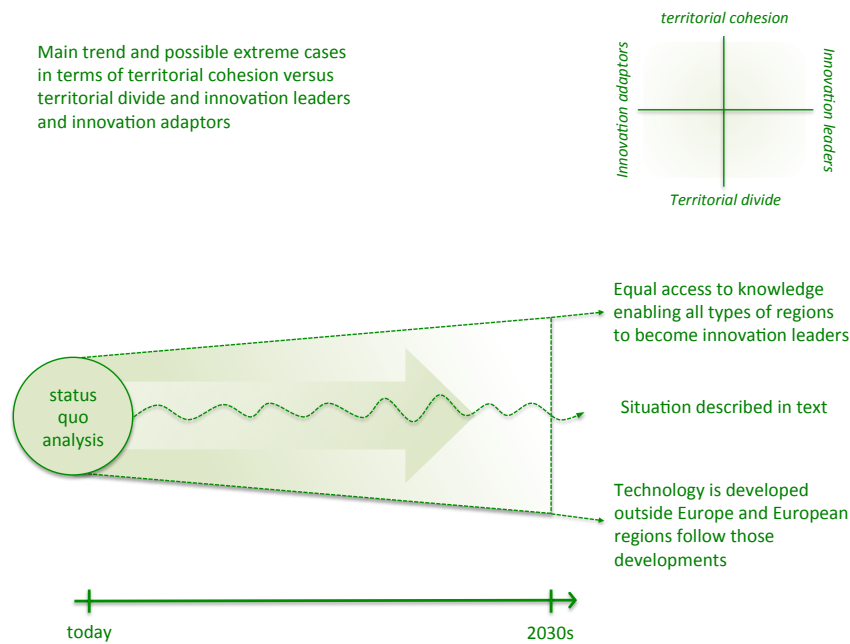 Main trend and possible extreme cases
in terms of territorial cohesion versus
territorial divide and innovation leaders
and innovation adaptors
territorial cohesion
Innovation adaptors
Innovation leaders
Territorial divide
Equal access to knowledge
enabling all types of regions
to become innovation leaders
status
quo
analysis
Situation described in text
Technology is developed
outside Europe and European
regions follow those
developments
today
2030s